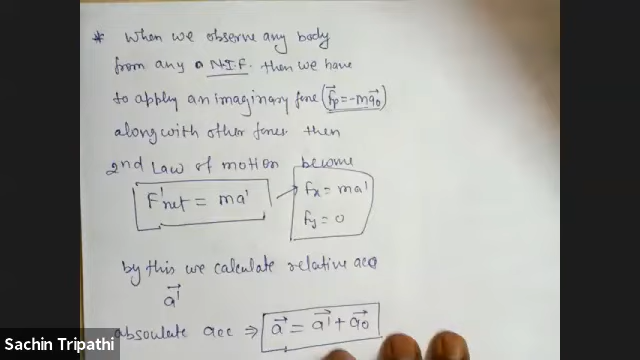 * When we observe any body
from any N.I.F. then we have
to apply an imaginary force (F⃗p = -ma⃗0)
along with other forces then
2nd Law of motion become
F'net = ma' → Fx = ma'
Fy = 0
by this we calculate relative acc
a⃗'
absoulate acc ⇒ a⃗ = a⃗' + a⃗0
Sachin Tripathi